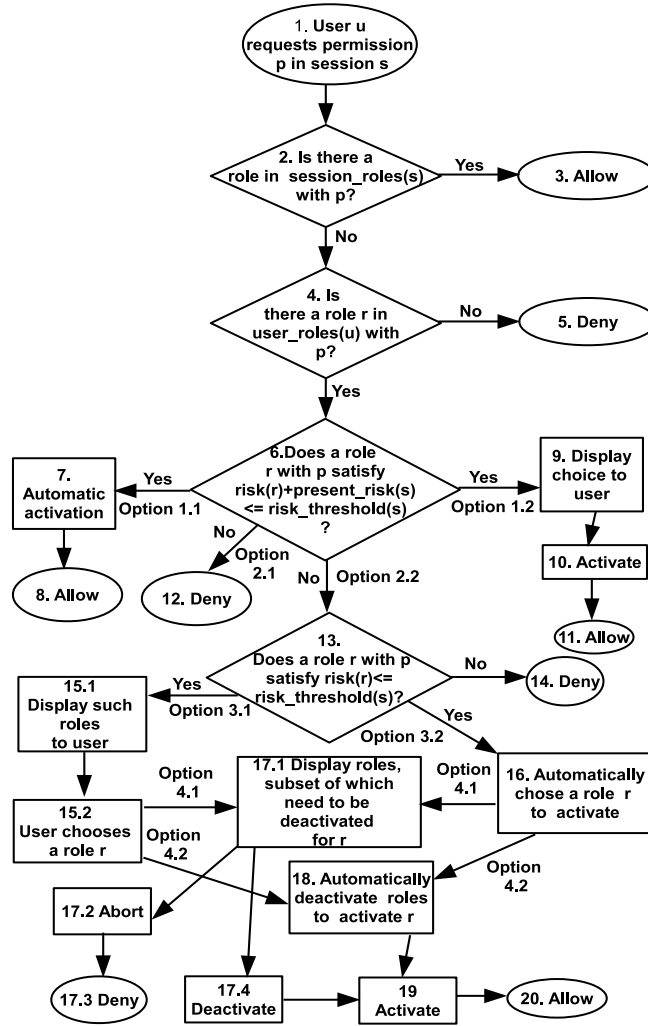 1. User u
requests permission
p in session s
2. Is there a
role in session_roles(s)
with p?
Yes
3. Allow
No
4. Is
there a role r in
user_roles(u) with
p?
No
5. Deny
Yes
6.Does a role
r with p satisfy
risk(r)+present_risk(s)
<= risk_threshold(s)
?
Yes
Option 1.1
7.
Automatic
activation
8. Allow
Yes
Option 1.2
9. Display
choice to
user
10. Activate
11. Allow
No
Option
2.1
12. Deny
No
Option 2.2
13.
Does a role r with p
satisfy risk(r)<=
risk_threshold(s)?
No
14. Deny
Yes
Option 3.1
15.1
Display such
roles
to user
Yes
Option 3.2
16. Automatically
chose a role r
to activate
15.2
User chooses
a role r
Option
4.1
Option
4.2
17.1 Display roles,
subset of which
need to be
deactivated
for r
Option
4.1
Option
4.2
18. Automatically
deactivate roles
to activate r
17.2 Abort
17.3 Deny
17.4
Deactivate
19
Activate
20. Allow